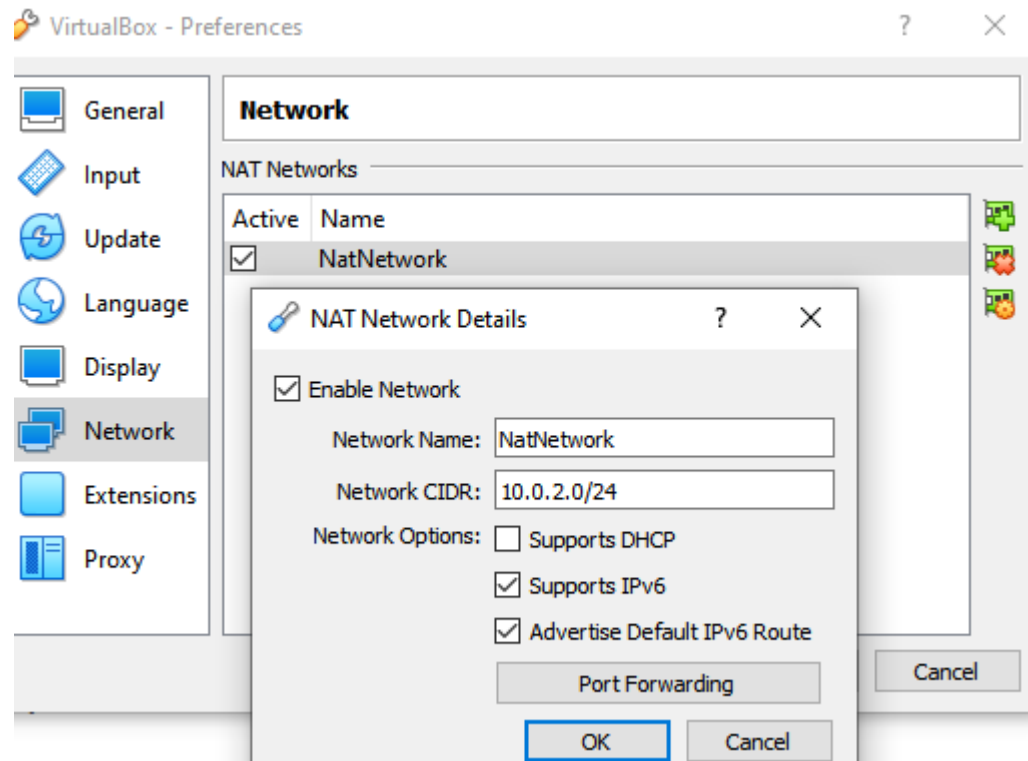 VirtualBox - Preferences ?
General
Input
Update
Language
Display
Network
Extensions
Proxy
Network
NAT Networks
Active Name
NatNetwork
NAT Network Details ?
Enable Network
Network Name: NatNetwork
Network CIDR: 10.0.2.0/24
Network Options: Supports DHCP
Supports IPv6
Advertise Default IPv6 Route
Port Forwarding
OK Cancel
Cancel